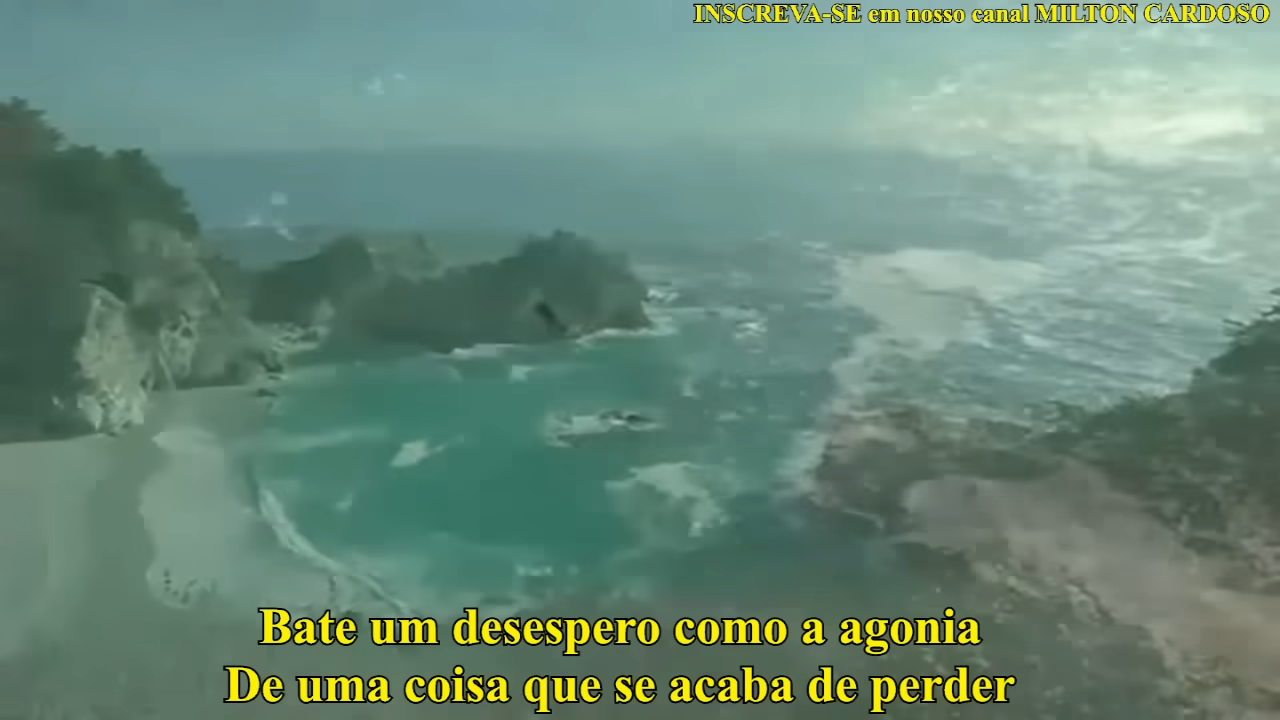 INSCREVA-SE em nosso canal MILTON CARDOSO
Bate um desespero como a agonia
De uma coisa que se acaba de perder